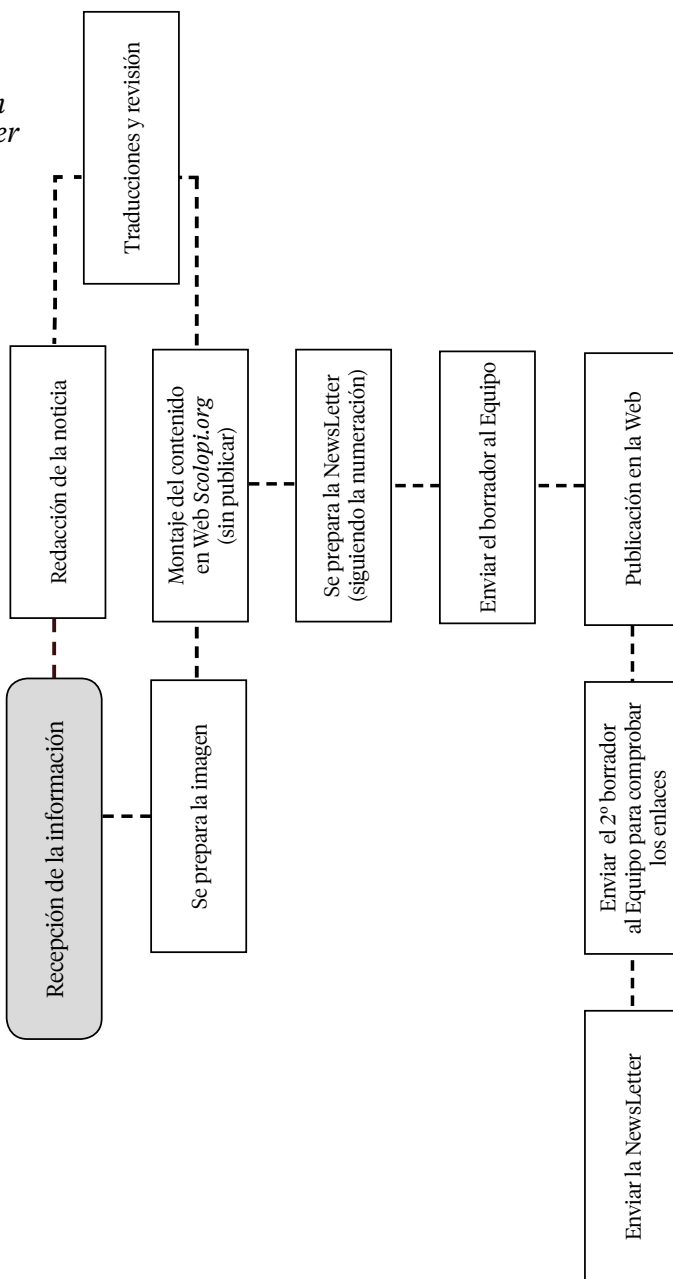 Recepción de la información
Redacción de la noticia
Traducciones y revisión
Se prepara la imagen
Montaje del contenido
en Web Scolopi.org
(sin publicar)
Se prepara la NewsLetter
(siguiendo la numeración)
Enviar el borrador al Equipo
Publicación en la Web
Enviar el 2º borrador
al Equipo para comprobar
los enlaces
Enviar la NewsLetter